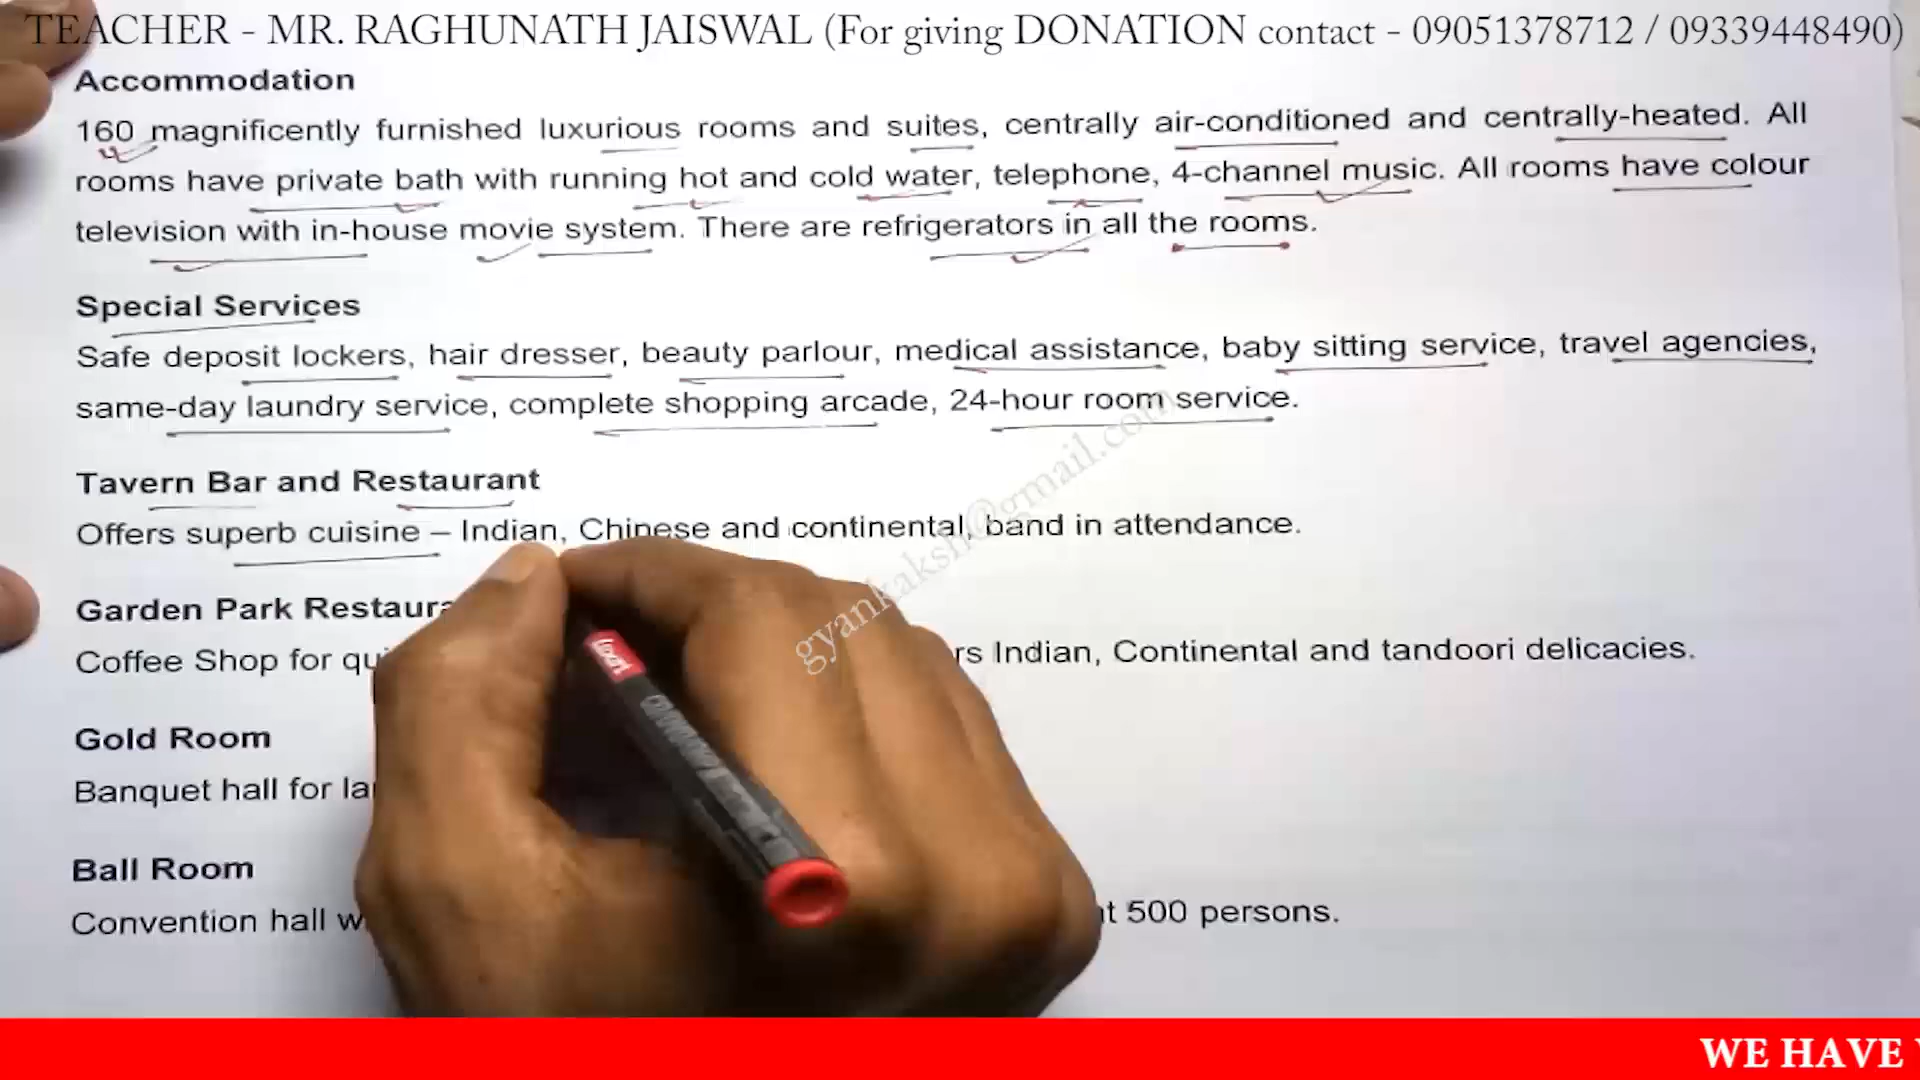 TEACHER - MR. RAGHUNATH JAISWAL (For giving DONATION contact - 09051378712 / 09339448490)
Accommodation
160 magnificently furnished luxurious rooms and suites, centrally air-conditioned and centrally-heated. All
rooms have private bath with running hot and cold water, telephone, 4-channel music. All rooms have colour
television with in-house movie system. There are refrigerators in all the rooms.
Special Services
Safe deposit lockers, hair dresser, beauty parlour, medical assistance, baby sitting service, travel agencies,
same-day laundry service, complete shopping arcade, 24-hour room service.
Tavern Bar and Restaurant
Offers superb cuisine – Indian, Chinese and continental, band in attendance.
Garden Park
Coffee Shop for Indian, Continental and tandoori delicacies.
Gold Room
Banquet hall for
Ball Room
Convention hall 500 persons.
gyankaksh@gmail.com
WE HAVE